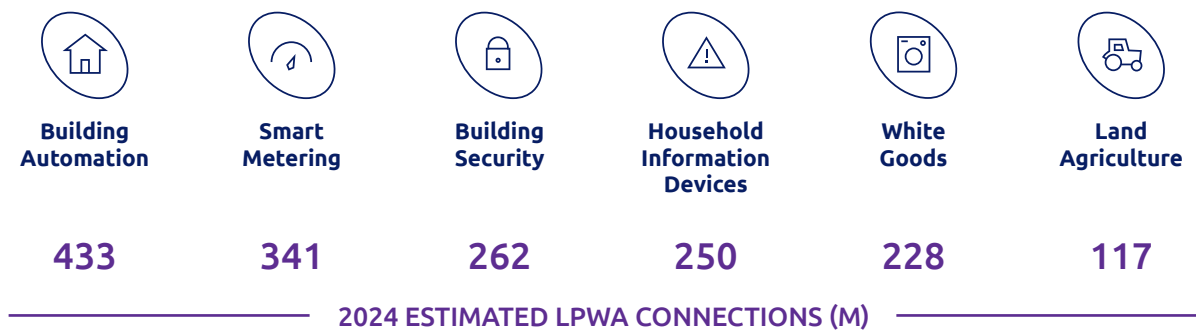 Building
Automation
Smart
Metering
Building
Security
Household
Information
Devices
White
Goods
Land
Agriculture
433
341
262
250
228
117
2024 ESTIMATED LPWA CONNECTIONS (M)